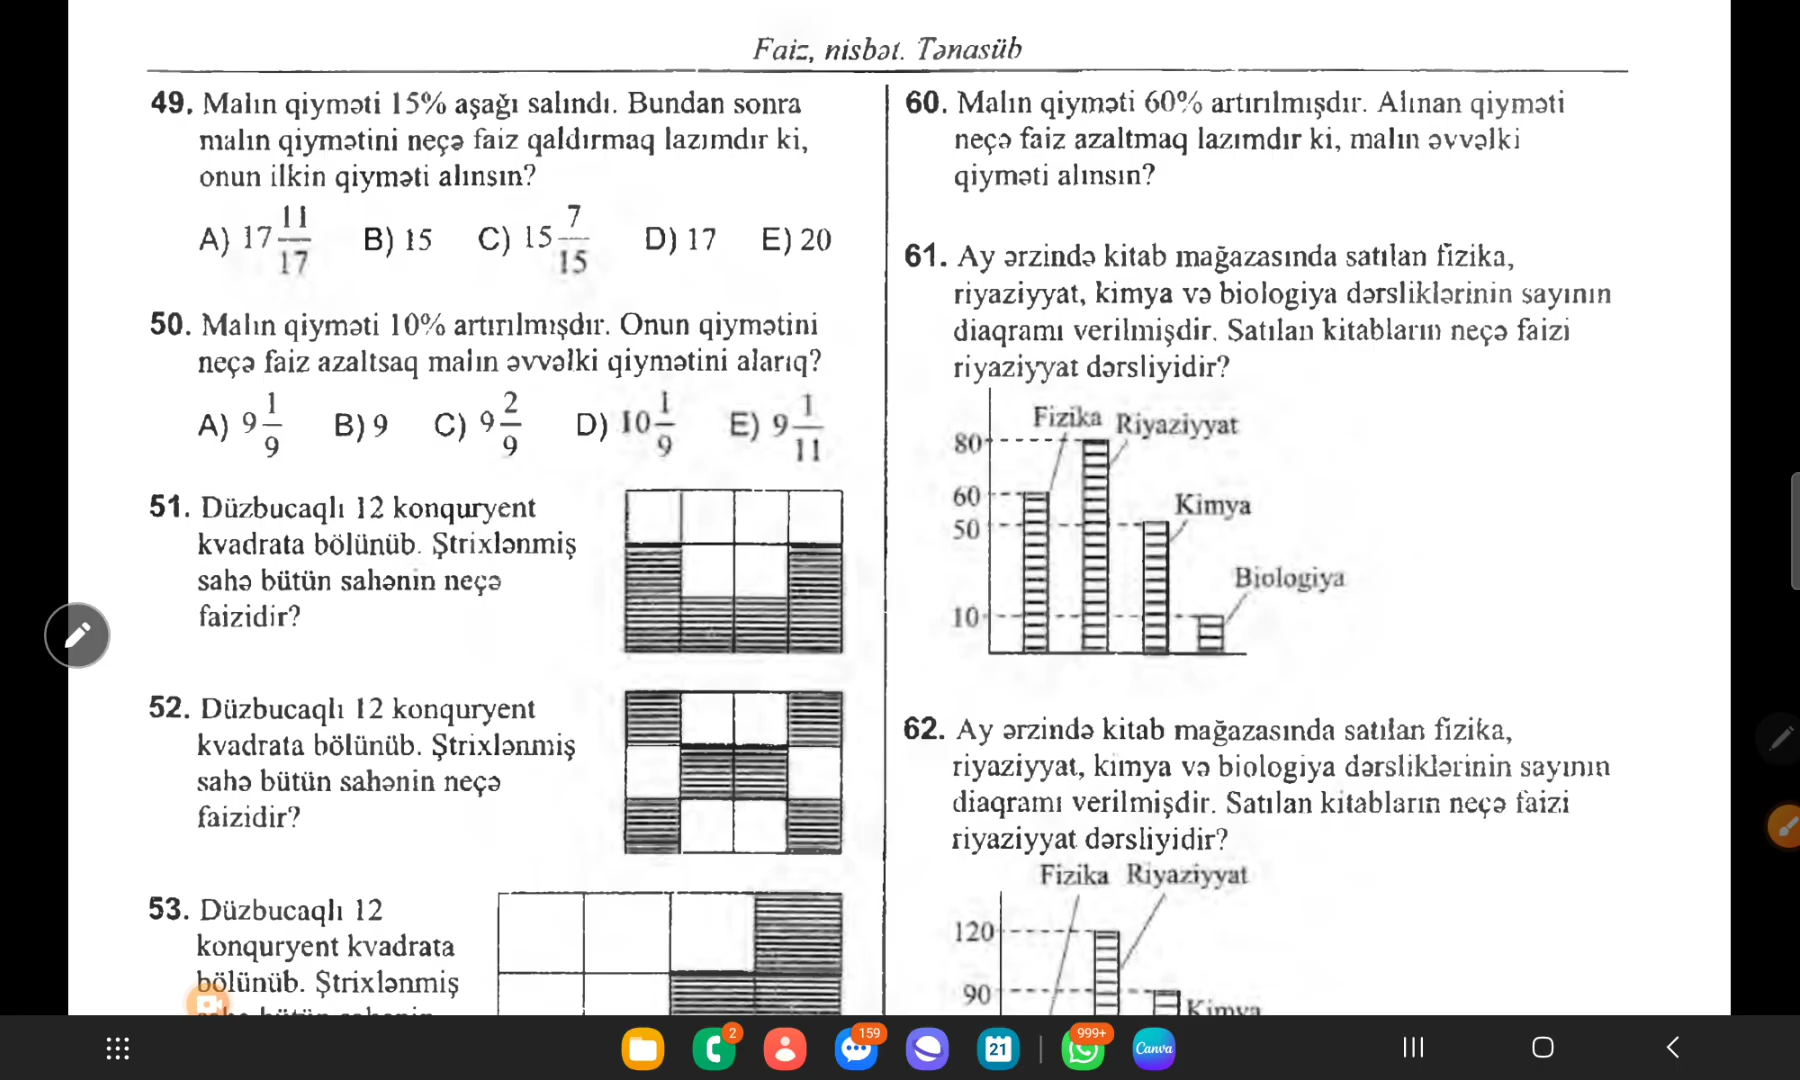 Faiz, nisbət. Tənasüb
49. Malın qiyməti 15% aşağı salındı. Bundan sonra
malın qiymətini neçə faiz qaldırmaq lazımdır ki,
onun ilkin qiyməti alınsın?
A) 17 11/17 B) 15 C) 15 7/15 D) 17 E) 20
50. Malın qiyməti 10% artırılmışdır. Onun qiymətini
neçə faiz azaltsaq malın əvvəlki qiymətini alarıq?
A) 9 1/9 B) 9 C) 9 2/9 D) 10 1/9 E) 9 1/11
51. Düzbucaqlı 12 konquryent
kvadrata bölünüb. Ştrixlənmiş
sahə bütün sahənin neçə
faizidir?
52. Düzbucaqlı 12 konquryent
kvadrata bölünüb. Ştrixlənmiş
sahə bütün sahənin neçə
faizidir?
53. Düzbucaqlı 12
konquryent kvadrata
bölünüb. Ştrixlənmiş
60. Malın qiyməti 60% artırılmışdır. Alınan qiyməti
neçə faiz azaltmaq lazımdır ki, malın əvvəlki
qiyməti alınsın?
61. Ay ərzində kitab mağazasında satılan fizika,
riyaziyyat, kimya və biologiya dərsliklərinin sayının
diaqramı verilmişdir. Satılan kitabların neçə faizi
riyaziyyat dərsliyidir?
Fizika Riyaziyyat
80
60
Kimya
50
Biologiya
10
62. Ay ərzində kitab mağazasında satılan fizika,
riyaziyyat, kimya və biologiya dərsliklərinin sayının
diaqramı verilmişdir. Satılan kitabların neçə faizi
riyaziyyat dərsliyidir?
Fizika Riyaziyyat
120
90
Kimya
2
159
21
999+
Canva